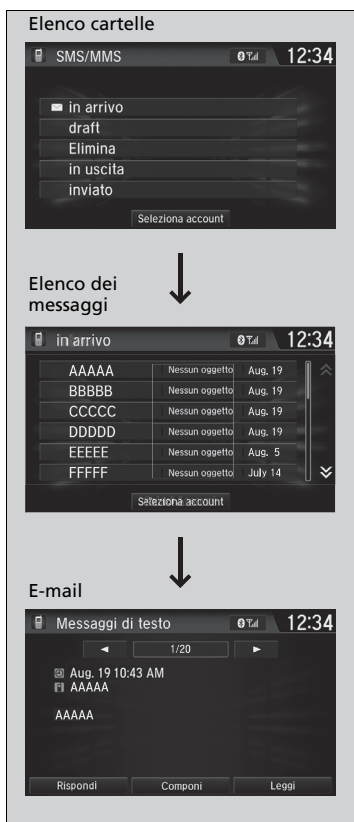 Elenco cartelle
SMS/MMS 12:34
in arrivo
draft
Elimina
in uscita
inviato
Seleziona account
Elenco dei
messaggi
in arrivo 12:34
AAAAA Nessun oggetto Aug. 19
BBBBB Nessun oggetto Aug. 19
CCCCC Nessun oggetto Aug. 19
DDDDD Nessun oggetto Aug. 19
EEEEE Nessun oggetto Aug. 5
FFFFF Nessun oggetto July 14
Seleziona account
E-mail
Messaggi di testo 12:34
1/20
Aug. 19 10:43 AM
AAAAA
AAAAA
Rispondi Componi Leggi